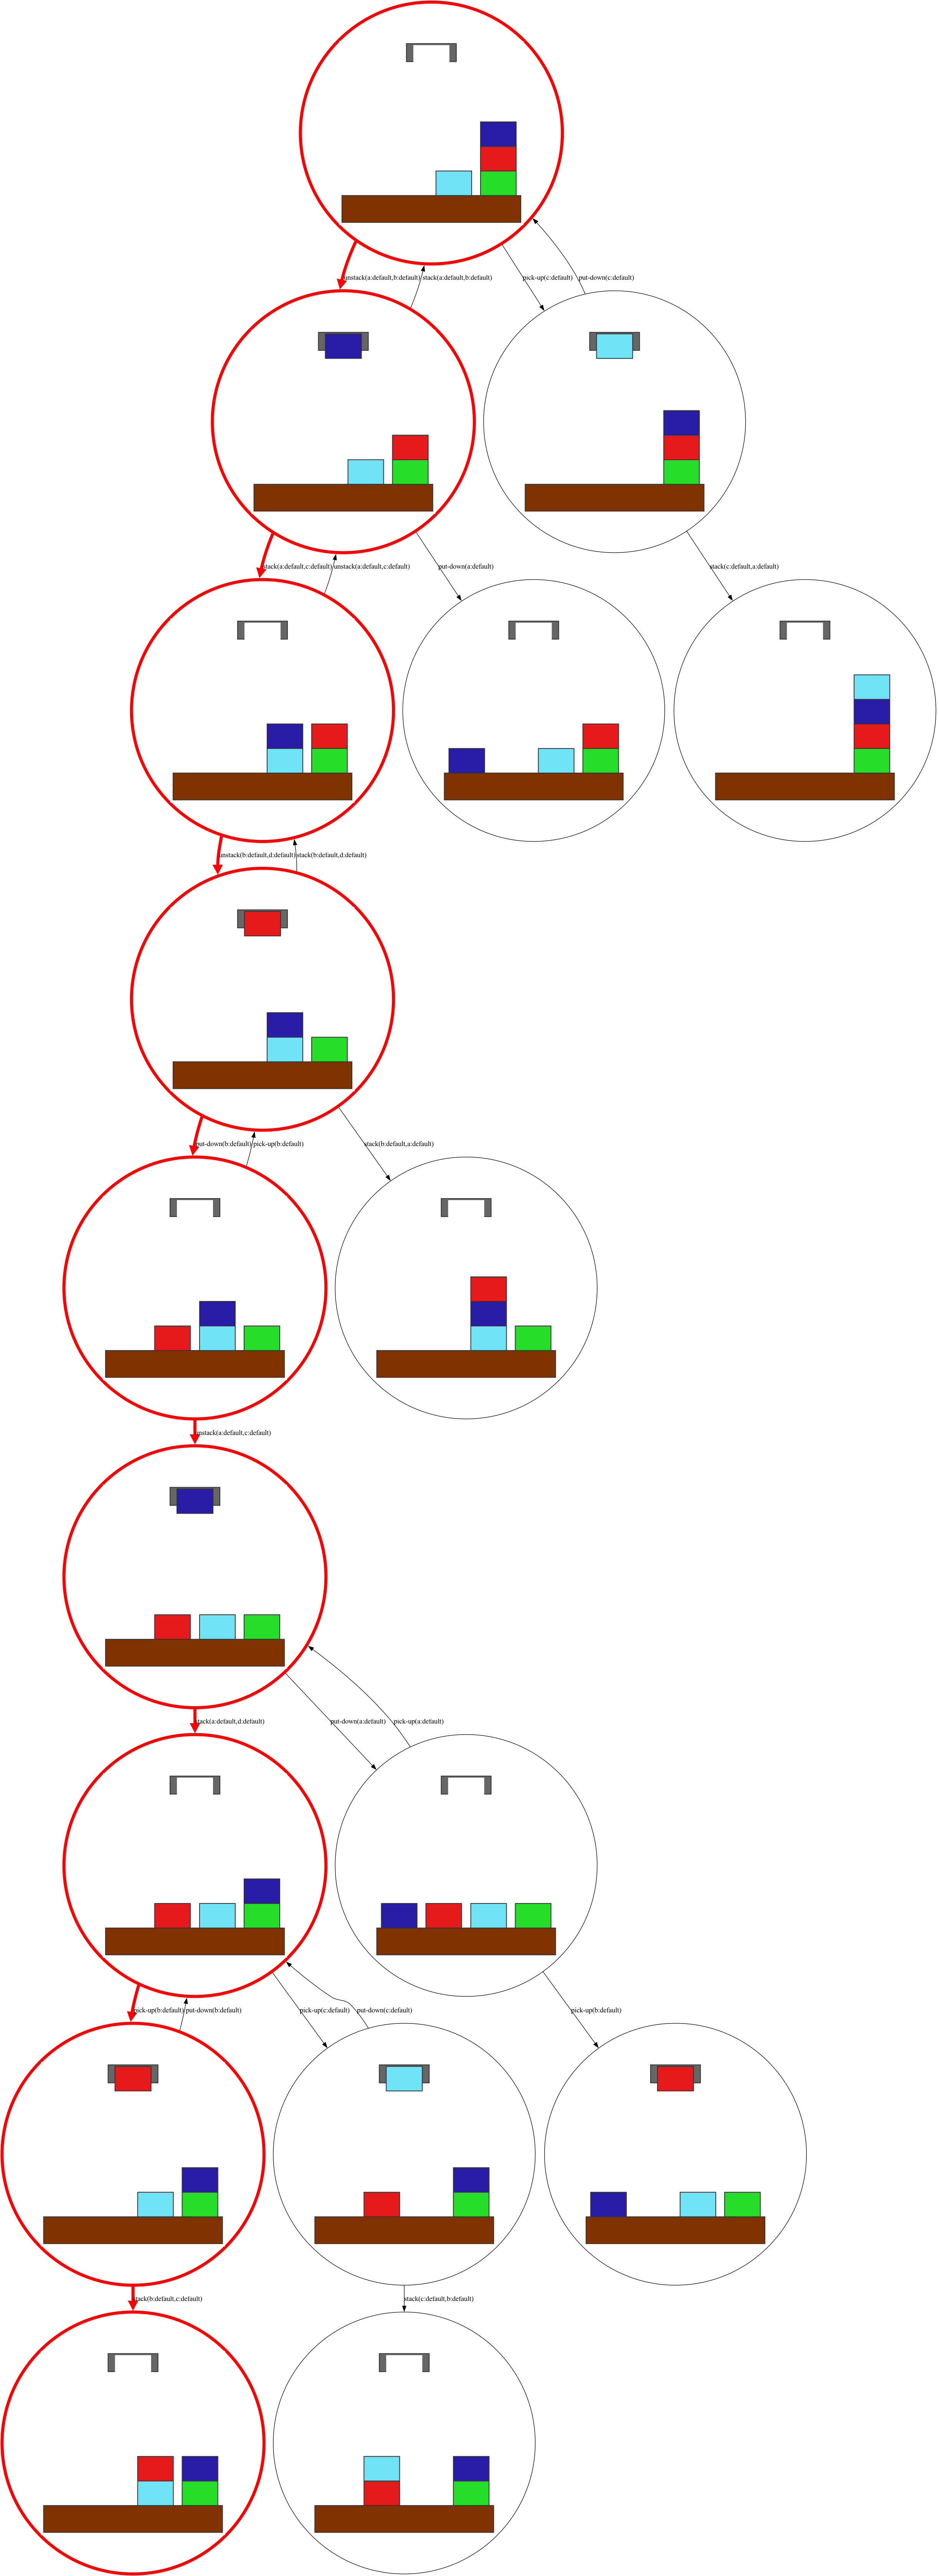 unstack(a:default,b:default)
stack(a:default,b:default)
pick-up(c:default)
put-down(c:default)
stack(a:default,c:default)
unstack(a:default,c:default)
put-down(a:default)
stack(c:default,a:default)
unstack(b:default,d:default)
stack(b:default,d:default)
put-down(b:default)
pick-up(b:default)
stack(b:default,a:default)
unstack(a:default,c:default)
stack(a:default,d:default)
put-down(a:default)
pick-up(a:default)
pick-up(b:default)
put-down(b:default)
pick-up(c:default)
put-down(c:default)
pick-up(b:default)
stack(b:default,c:default)
stack(c:default,b:default)